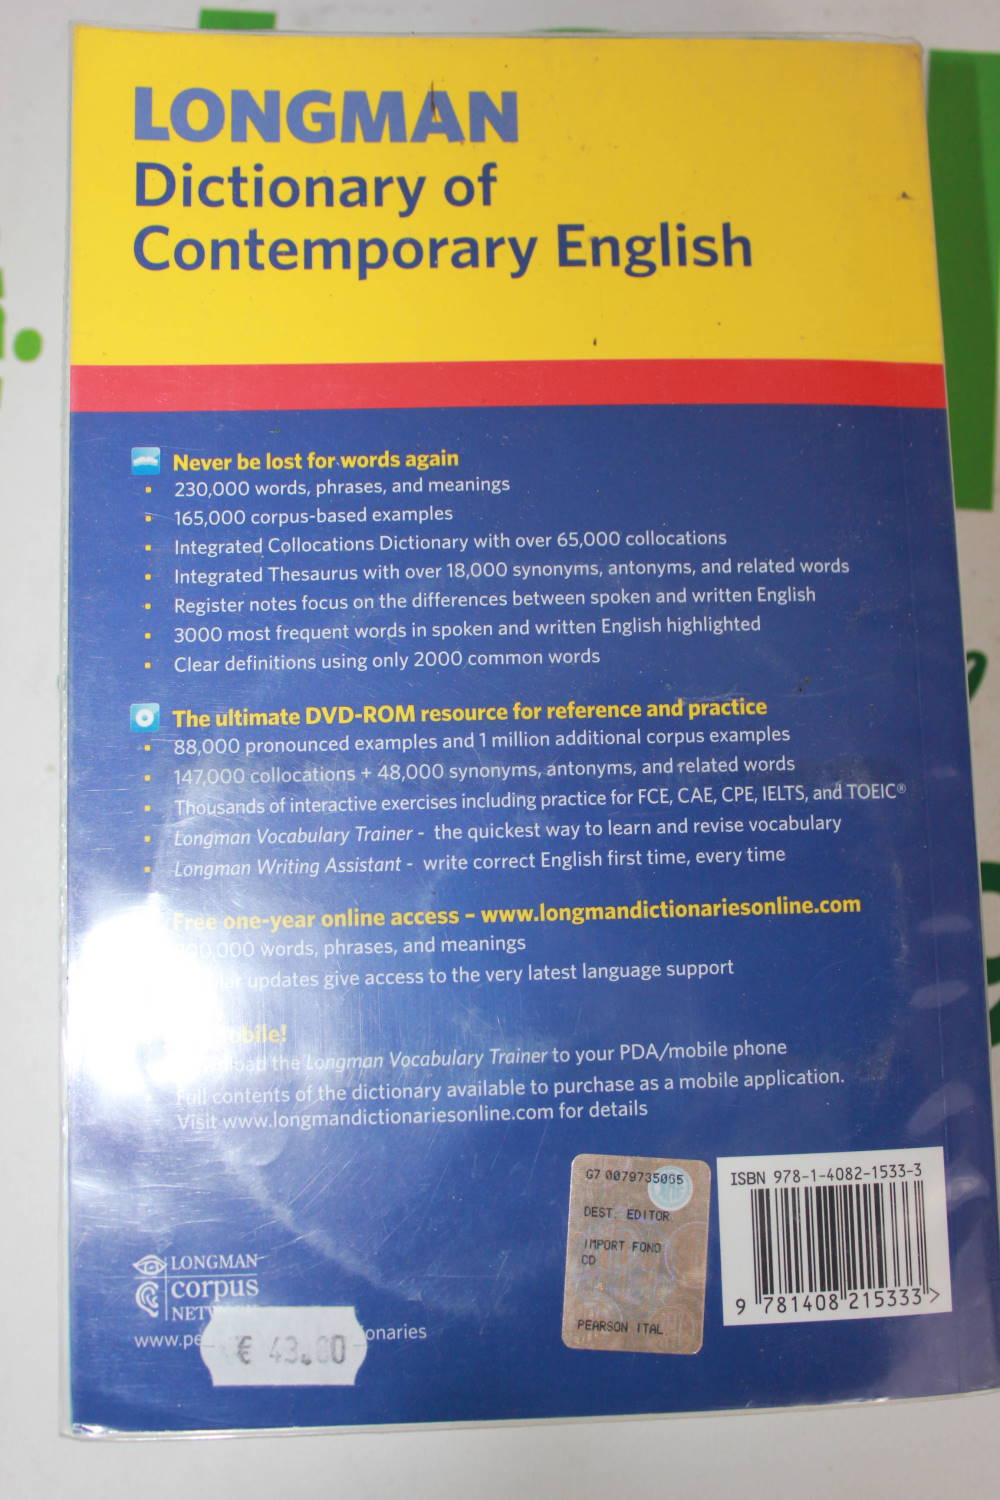 LONGMAN
Dictionary of
Contemporary English
Never be lost for words again
230,000 words, phrases, and meanings
165,000 corpus-based examples
Integrated Collocations Dictionary with over 65,000 collocations
Integrated Thesaurus with over 18,000 synonyms, antonyms, and related words
Register notes focus on the differences between spoken and written English
3000 most frequent words in spoken and written English highlighted
Clear definitions using only 2000 common words
The ultimate DVD-ROM resource for reference and practice
88,000 pronounced examples and 1 million additional corpus examples
147,000 collocations + 48,000 synonyms, antonyms, and related words
Thousands of interactive exercises including practice for FCE, CAE, CPE, IELTS, and TOEIC®
Longman Vocabulary Trainer - the quickest way to learn and revise vocabulary
Longman Writing Assistant - write correct English first time, every time
Free one-year online access – www.longmandictionariesonline.com
words, phrases, and meanings
updates give access to the very latest language support
the Longman Vocabulary Trainer to your PDA/mobile phone
Full contents of the dictionary available to purchase as a mobile application.
Visit www.longmandictionariesonline.com for details
G7 0079735065
DEST. EDITOR
IMPORT FONO
CD
PEARSON ITAL
ISBN 978-1-4082-1533-3
9 781408 215333 >
LONGMAN
corpus
€ 43.00